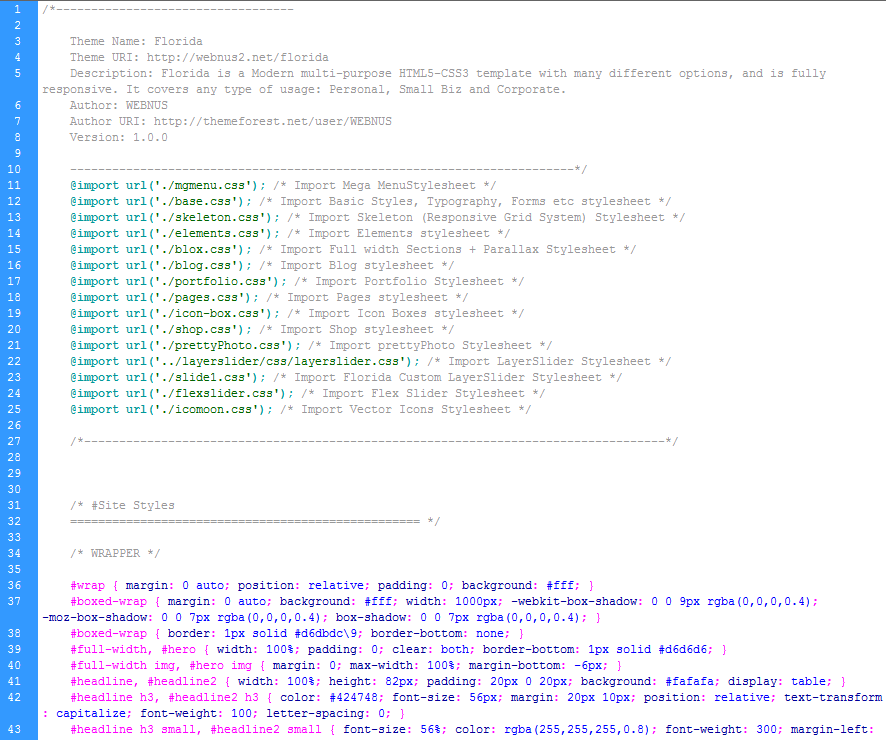 1 /*----------------------------------
2
3 Theme Name: Florida
4 Theme URI: http://webnus2.net/florida
5 Description: Florida is a Modern multi-purpose HTML5-CSS3 template with many different options, and is fully
responsive. It covers any type of usage: Personal, Small Biz and Corporate.
6 Author: WEBNUS
7 Author URI: http://themeforest.net/user/WEBNUS
8 Version: 1.0.0
9
10 ------------------------------------------------------------------------*/
11 @import url('./mgmenu.css'); /* Import Mega MenuStylesheet */
12 @import url('./base.css'); /* Import Basic Styles, Typography, Forms etc stylesheet */
13 @import url('./skeleton.css'); /* Import Skeleton (Responsive Grid System) Stylesheet */
14 @import url('./elements.css'); /* Import Elements stylesheet */
15 @import url('./blox.css'); /* Import Full width Sections + Parallax Stylesheet */
16 @import url('./blog.css'); /* Import Blog stylesheet */
17 @import url('./portfolio.css'); /* Import Portfolio Stylesheet */
18 @import url('./pages.css'); /* Import Pages stylesheet */
19 @import url('./icon-box.css'); /* Import Icon Boxes stylesheet */
20 @import url('./shop.css'); /* Import Shop stylesheet */
21 @import url('./prettyPhoto.css'); /* Import prettyPhoto Stylesheet */
22 @import url('../layerslider/css/layerslider.css'); /* Import LayerSlider Stylesheet */
23 @import url('./slide1.css'); /* Import Florida Custom LayerSlider Stylesheet */
24 @import url('./flexslider.css'); /* Import Flex Slider Stylesheet */
25 @import url('./icomoon.css'); /* Import Vector Icons Stylesheet */
26
27 /*-----------------------------------------------------------------------------------*/
28
29
30
31 /* #Site Styles
32 ================================================== */
33
34 /* WRAPPER */
35
36 #wrap { margin: 0 auto; position: relative; padding: 0; background: #fff; }
37 #boxed-wrap { margin: 0 auto; background: #fff; width: 1000px; -webkit-box-shadow: 0 0 9px rgba(0,0,0,0.4);
-moz-box-shadow: 0 0 7px rgba(0,0,0,0.4); box-shadow: 0 0 7px rgba(0,0,0,0.4); }
38 #boxed-wrap { border: 1px solid #d6dbdc\9; border-bottom: none; }
39 #full-width, #hero { width: 100%; padding: 0; clear: both; border-bottom: 1px solid #d6d6d6; }
40 #full-width img, #hero img { margin: 0; max-width: 100%; margin-bottom: -6px; }
41 #headline, #headline2 { width: 100%; height: 82px; padding: 20px 0 20px; background: #fafafa; display: table; }
42 #headline h3, #headline2 h3 { color: #424748; font-size: 56px; margin: 20px 10px; position: relative; text-transform
: capitalize; font-weight: 100; letter-spacing: 0; }
43 #headline h3 small, #headline2 small { font-size: 56%; color: rgba(255,255,255,0.8); font-weight: 300; margin-left: